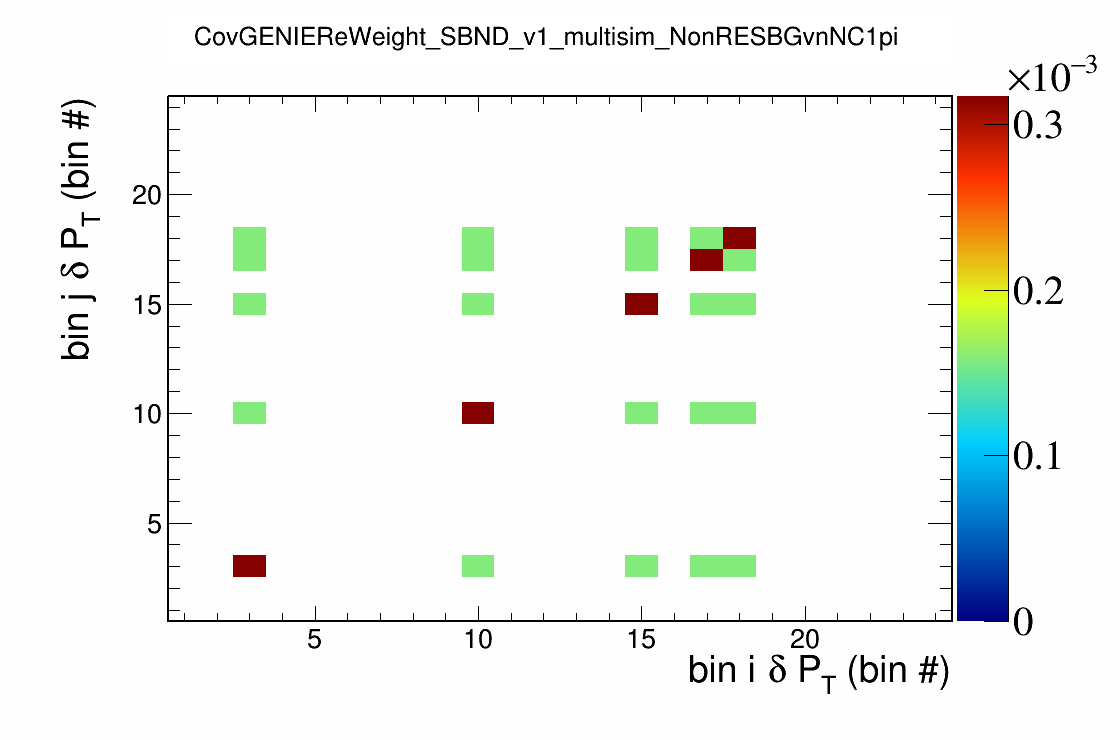 CovGENIEReWeight_SBND_v1_multisim_NonRESBGvnNC1pi
×10⁻³
bin j δ P_T (bin #)
20
15
10
5
5 10 15 20
bin i δ P_T (bin #)
0.3
0.2
0.1
0